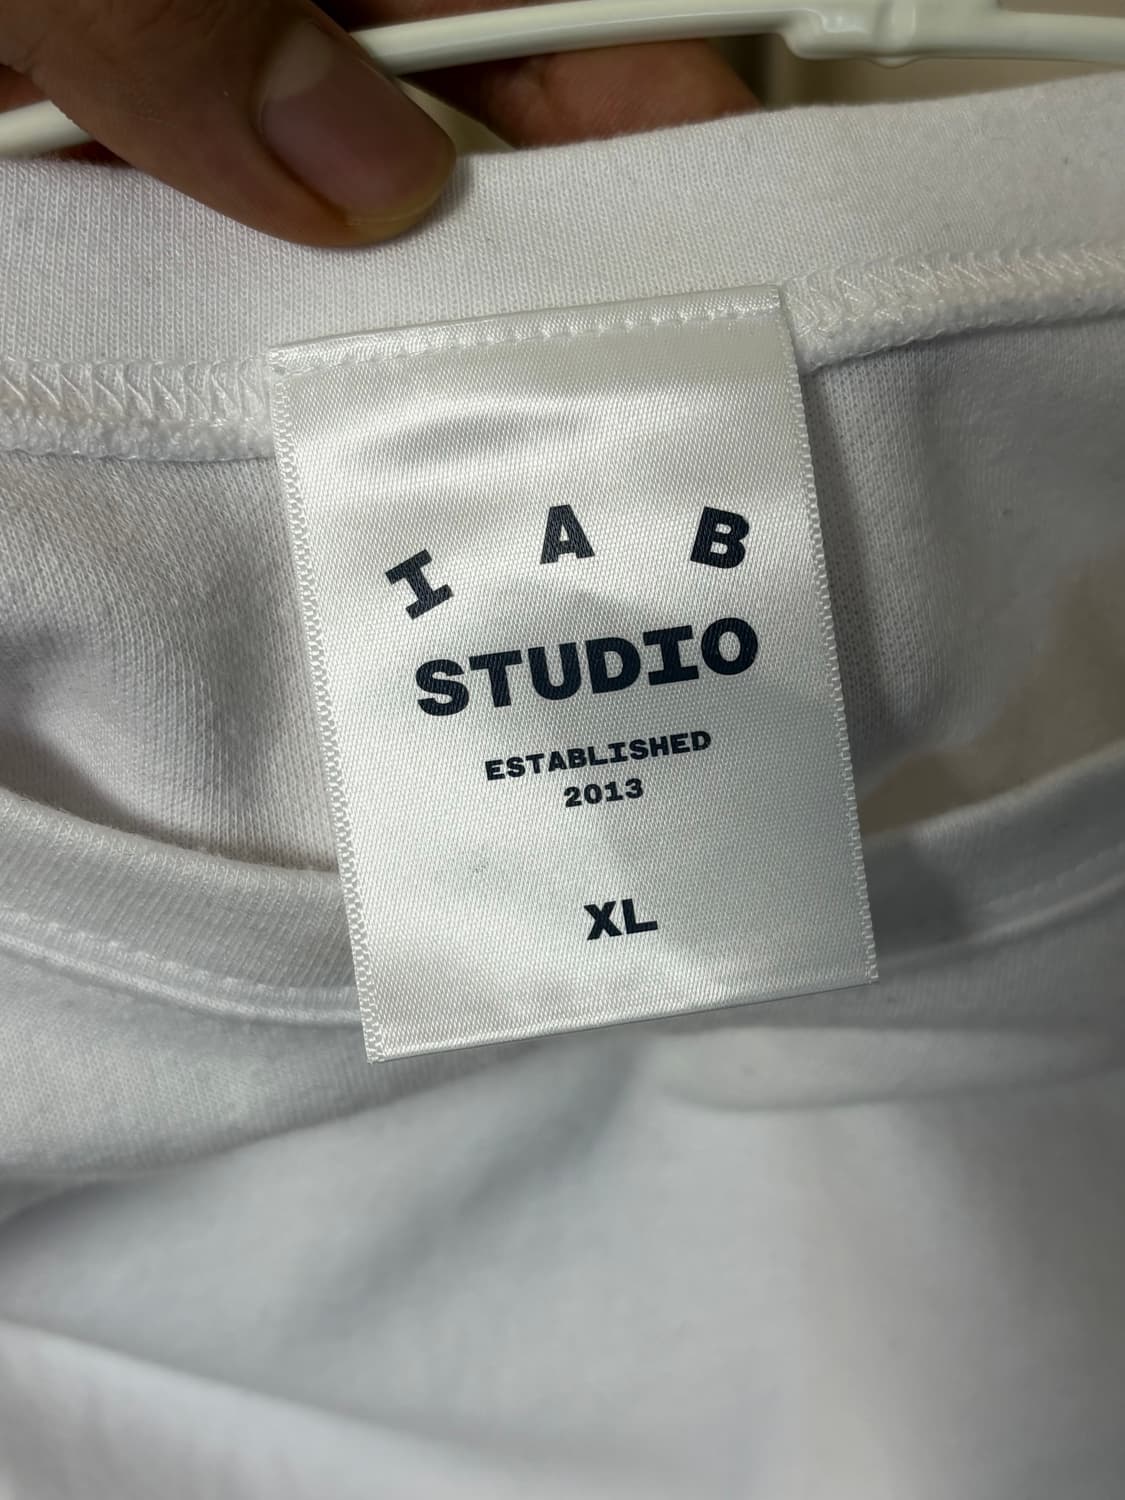 I A B
STUDIO
ESTABLISHED
2013
XL